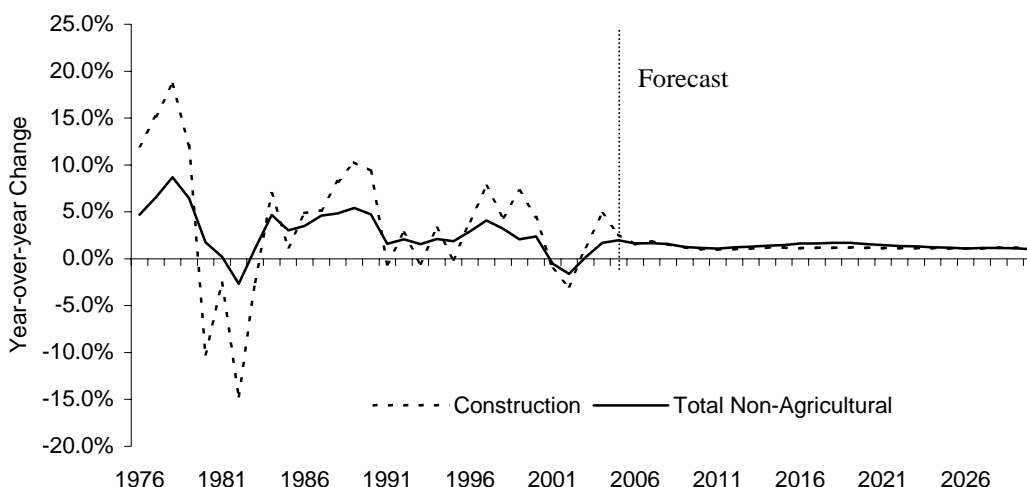 25.0%
20.0%
Forecast
15.0%
10.0%
5.0%
0.0%
-5.0%
-10.0%
-15.0%
-20.0%
Year-over-year Change
Construction Total Non-Agricultural
1976 1981 1986 1991 1996 2001 2006 2011 2016 2021 2026